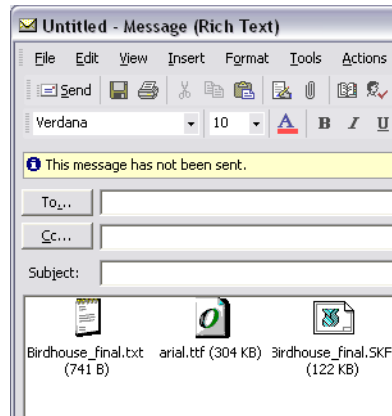 Untitled - Message (Rich Text)
File Edit View Insert Format Tools Actions
Send
Verdana 10 A B I U
This message has not been sent.
To...
Cc...
Subject:
Birdhouse_final.txt arial.ttf (304 KB) Birdhouse_final.SKF
(741 B) (122 KB)